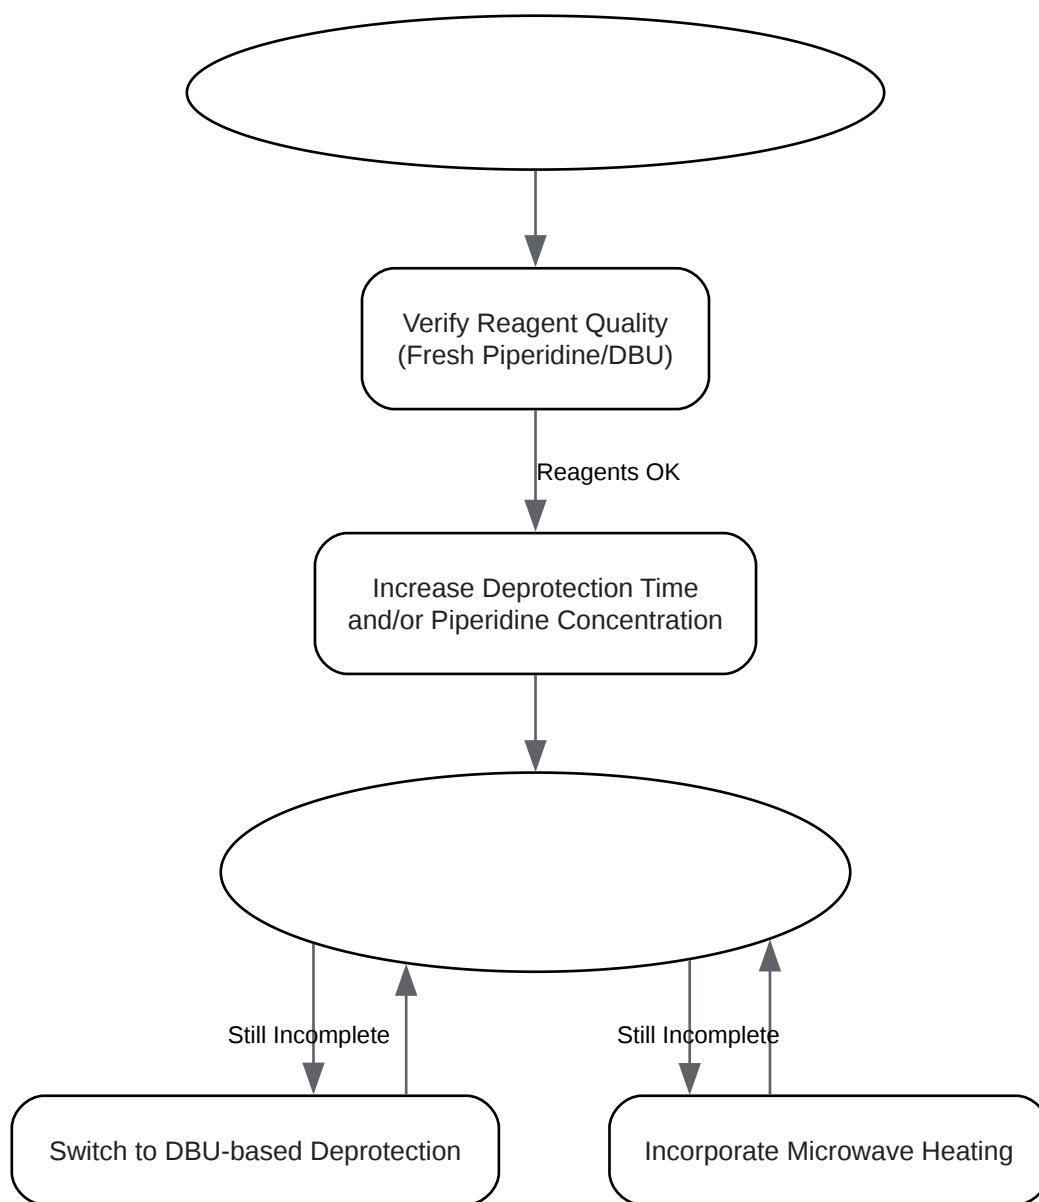 Verify Reagent Quality
(Fresh Piperidine/DBU)
Reagents OK
Increase Deprotection Time
and/or Piperidine Concentration
Still Incomplete
Still Incomplete
Switch to DBU-based Deprotection
Incorporate Microwave Heating